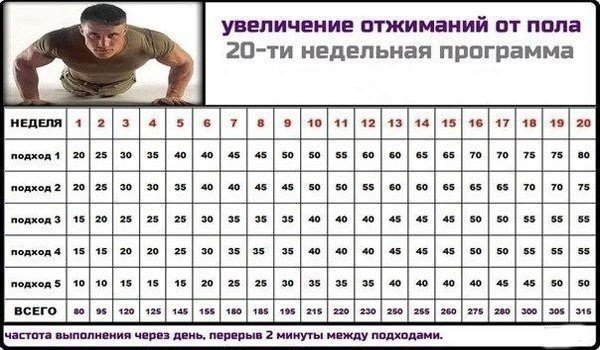 увеличение отжиманий от пола
20-ти недельная программа
НЕДЕЛЯ 1 2 3 4 5 6 7 8 9 10 11 12 13 14 15 16 17 18 19 20
подход 1 20 25 30 35 40 40 45 45 50 50 55 60 60 65 65 70 70 75 75 80
подход 2 20 25 30 30 35 40 40 45 45 50 50 55 60 60 65 65 65 70 70 75
подход 3 15 20 25 25 25 30 35 35 35 40 40 40 45 45 45 50 50 55 55 55
подход 4 15 15 20 20 25 25 30 35 35 40 40 40 45 45 45 50 50 55 55 55
подход 5 10 10 15 15 15 20 25 25 30 35 35 35 40 40 40 40 45 45 50 50
ВСЕГО 80 95 120 125 145 155 180 185 195 215 220 230 250 255 260 275 280 300 305 315
частота выполнения через день, перерыв 2 минуты между подходами.